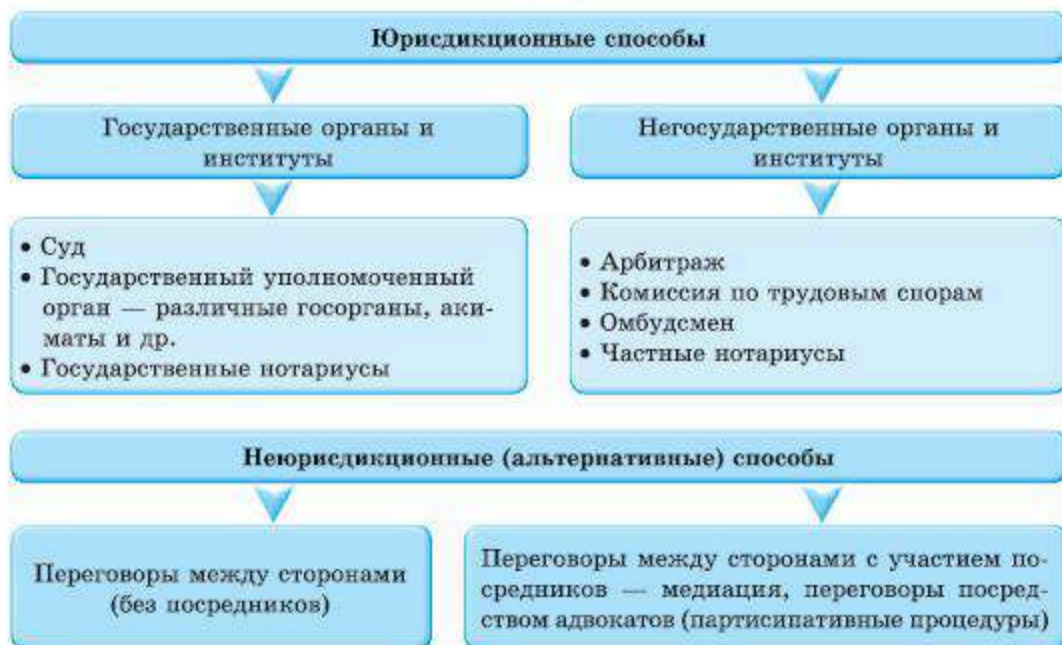 Юрисдикционные способы
Государственные органы и
институты
Негосударственные органы и
институты
• Суд
• Государственный уполномоченный
орган — различные госорганы, аки-
маты и др.
• Государственные нотариусы
• Арбитраж
• Комиссия по трудовым спорам
• Омбудсмен
• Частные нотариусы
Неюрисдикционные (альтернативные) способы
Переговоры между сторонами
(без посредников)
Переговоры между сторонами с участием по-
средников — медиация, переговоры посред-
ством адвокатов (партисипативные процедуры)